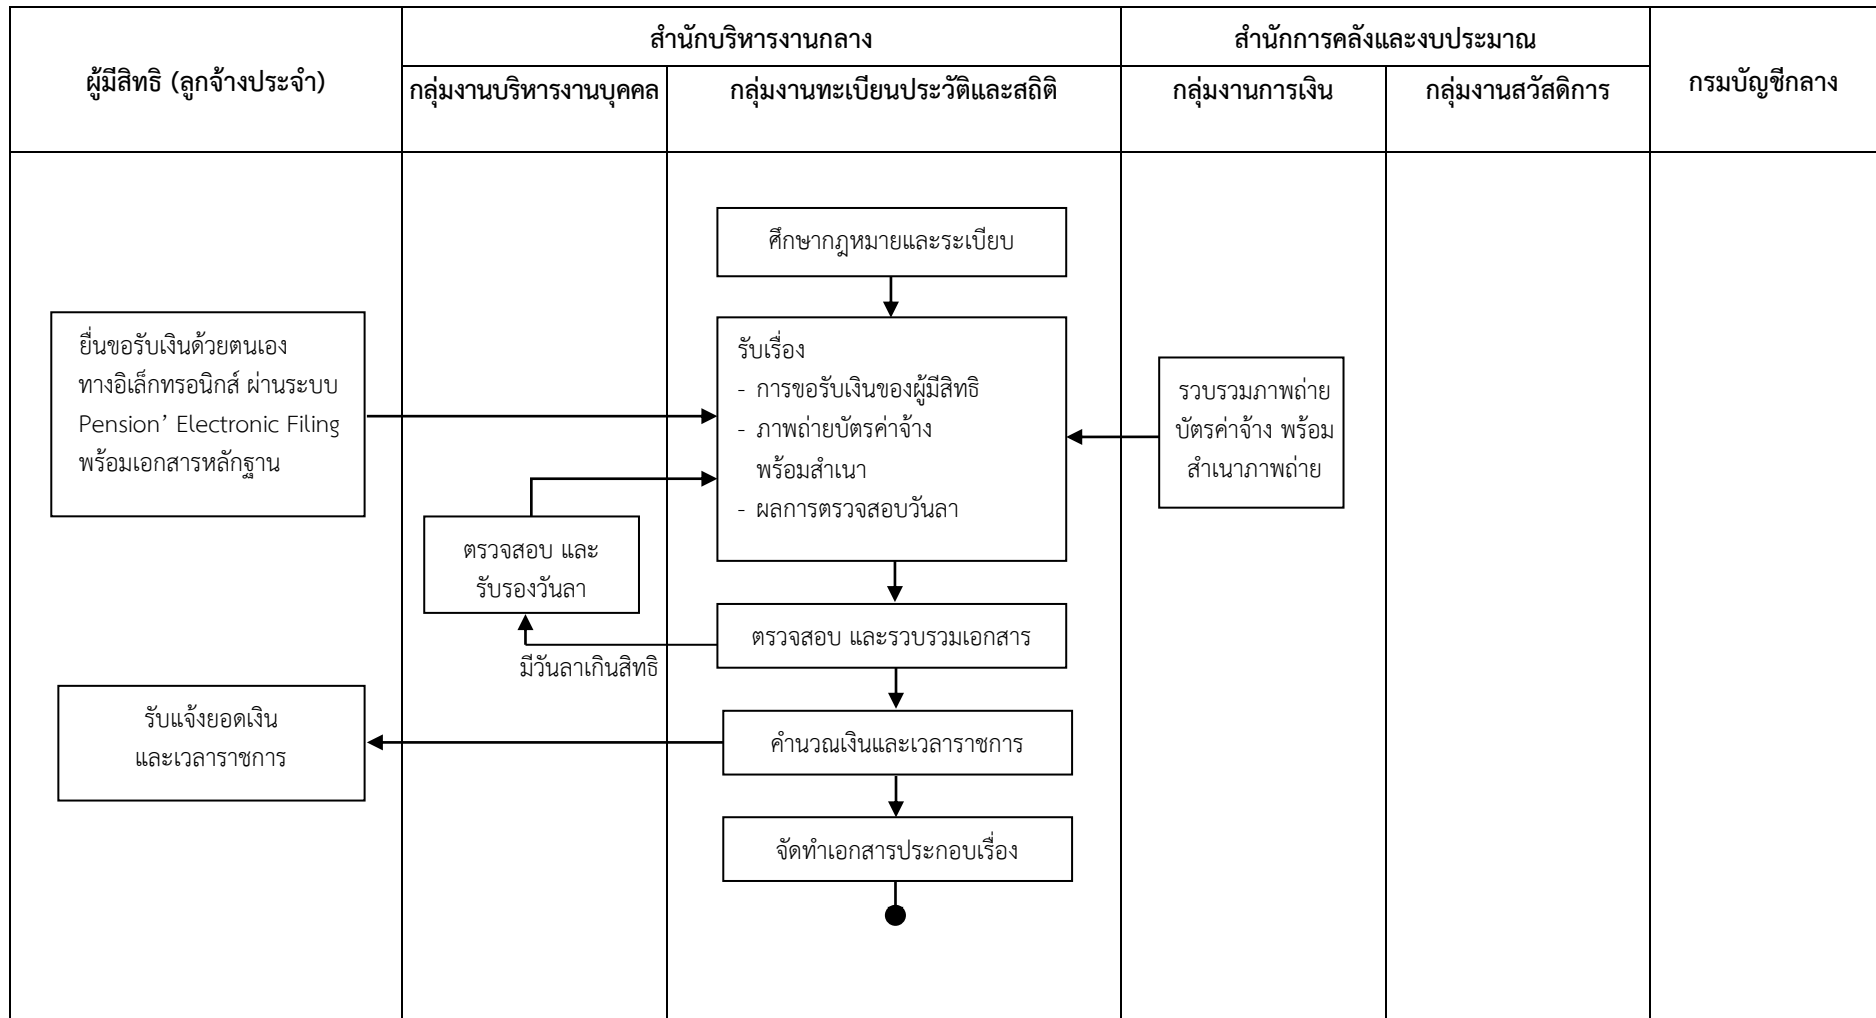 ผู้มีสิทธิ (ลูกจ้างประจำ)
สำนักบริหารงานกลาง
สำนักการคลังและงบประมาณ
กรมบัญชีกลาง
กลุ่มงานบริหารงานบุคคล
กลุ่มงานทะเบียนประวัติและสถิติ
กลุ่มงานการเงิน
กลุ่มงานสวัสดิการ
ศึกษากฎหมายและระเบียบ
ยื่นขอรับเงินด้วยตนเอง
ทางอิเล็กทรอนิกส์ ผ่านระบบ
Pension’ Electronic Filing
พร้อมเอกสารหลักฐาน
รับเรื่อง
- การขอรับเงินของผู้มีสิทธิ
- ภาพถ่ายบัตรค่าจ้าง
พร้อมสำเนา
- ผลการตรวจสอบวันลา
รวบรวมภาพถ่าย
บัตรค่าจ้าง พร้อม
สำเนาภาพถ่าย
ตรวจสอบ และ
รับรองวันลา
ตรวจสอบ และรวบรวมเอกสาร
มีวันลาเกินสิทธิ
รับแจ้งยอดเงิน
และเวลาราชการ
คำนวณเงินและเวลาราชการ
จัดทำเอกสารประกอบเรื่อง